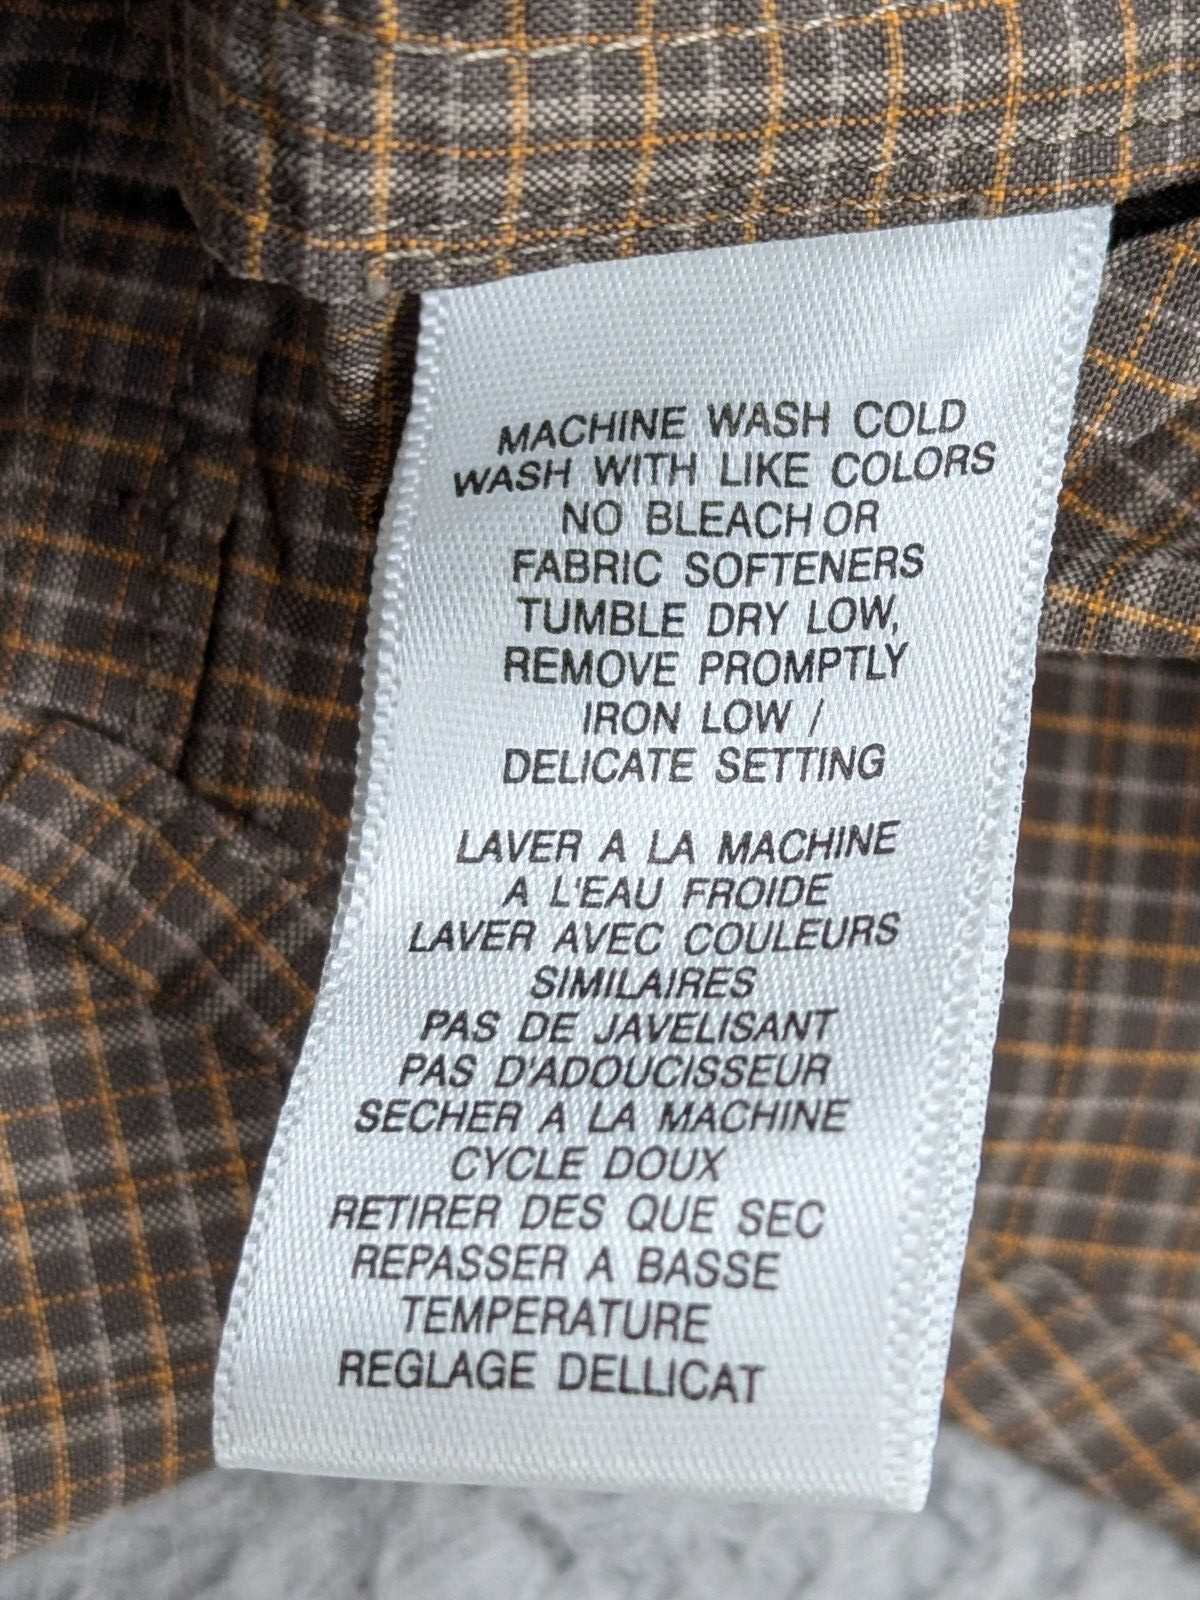 MACHINE WASH COLD
WASH WITH LIKE COLORS
NO BLEACH OR
FABRIC SOFTENERS
TUMBLE DRY LOW,
REMOVE PROMPTLY
IRON LOW /
DELICATE SETTING
LAVER A LA MACHINE
A L'EAU FROIDE
LAVER AVEC COULEURS
SIMILAIRES
PAS DE JAVELISANT
PAS D'ADOUCISSEUR
SECHER A LA MACHINE
CYCLE DOUX
RETIRER DES QUE SEC
REPASSER A BASSE
TEMPERATURE
REGLAGE DELLICAT